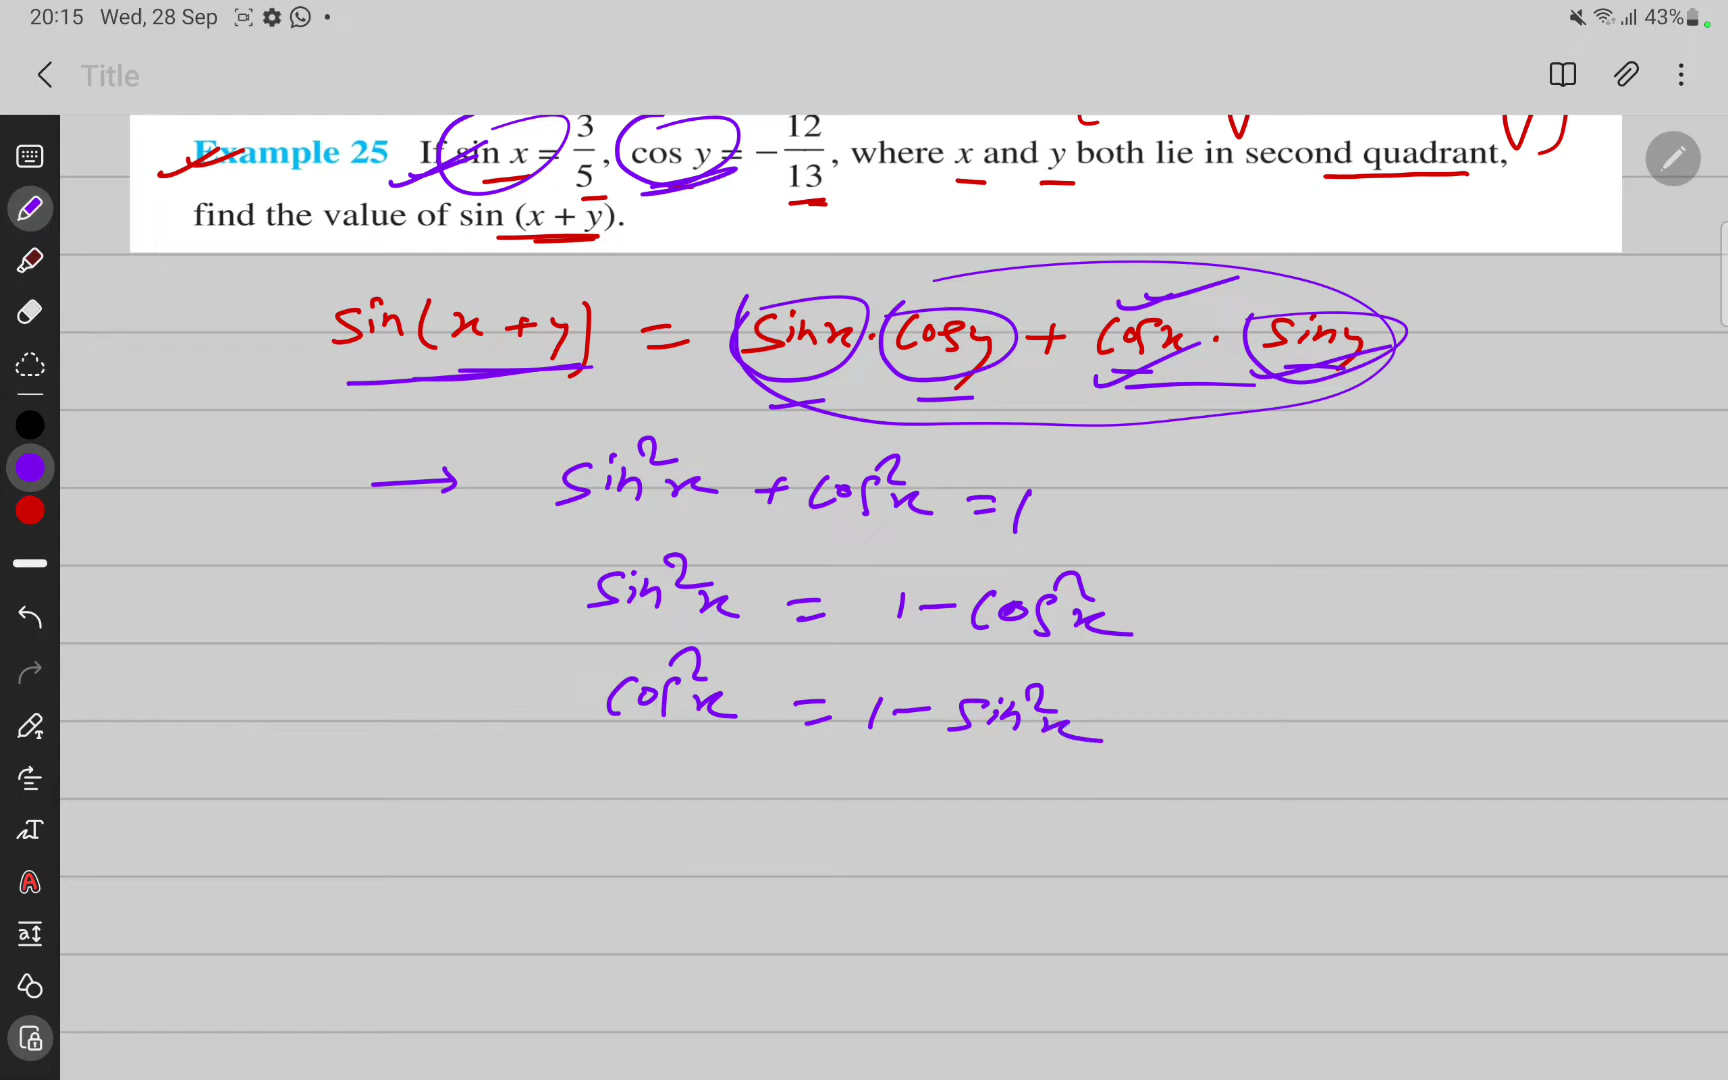 20:15 Wed, 28 Sep 43%
Title
Example 25 If sin x = 3/5, cos y = −12/13, where x and y both lie in second quadrant,
find the value of sin (x + y).
sin(x + y) = sinx . cosy + cosx . siny
→ sin²x + cos²x = 1
sin²x = 1 − cos²x
cos²x = 1 − sin²x